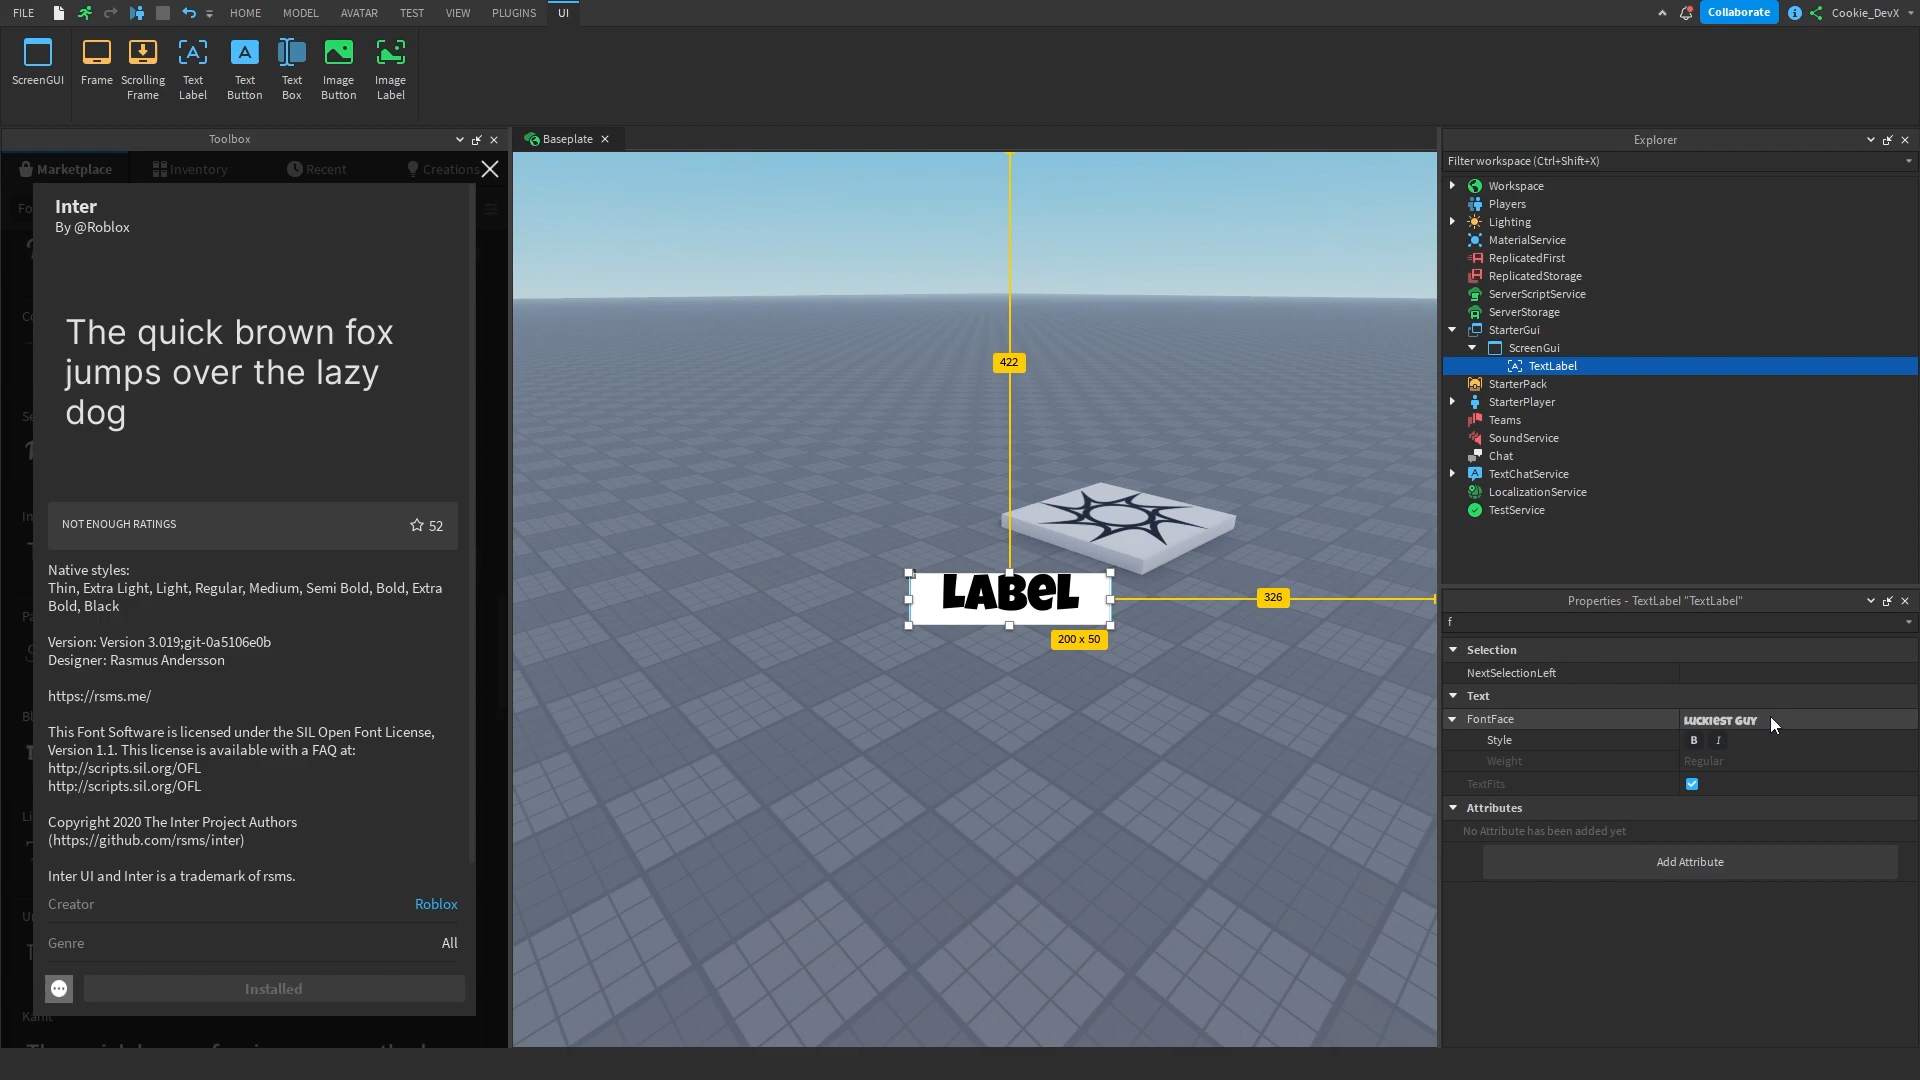 FILE
HOME
MODEL
AVATAR
TEST
VIEW
PLUGINS
UI
Collaborate
Cookie_DevX
ScreenGUI
Frame
Scrolling
Frame
Text
Label
Text
Button
Text
Box
Image
Button
Image
Label
Toolbox
Marketplace
Inventory
Recent
Creations
Inter
By @Roblox
The quick brown fox
jumps over the lazy
dog
NOT ENOUGH RATINGS
52
Native styles:
Thin, Extra Light, Light, Regular, Medium, Semi Bold, Bold, Extra
Bold, Black
Version: Version 3.019;git-0a5106e0b
Designer: Rasmus Andersson
https://rsms.me/
This Font Software is licensed under the SIL Open Font License,
Version 1.1. This license is available with a FAQ at:
http://scripts.sil.org/OFL
http://scripts.sil.org/OFL
Copyright 2020 The Inter Project Authors
(https://github.com/rsms/inter)
Inter UI and Inter is a trademark of rsms.
Creator
Roblox
Genre
All
Installed
Kanit
Baseplate
422
LABEL
326
200 x 50
Explorer
Filter workspace (Ctrl+Shift+X)
Workspace
Players
Lighting
MaterialService
ReplicatedFirst
ReplicatedStorage
ServerScriptService
ServerStorage
StarterGui
ScreenGui
TextLabel
StarterPack
StarterPlayer
Teams
SoundService
Chat
TextChatService
LocalizationService
TestService
Properties - TextLabel "TextLabel"
f
Selection
NextSelectionLeft
Text
FontFace
Luckiest Guy
Style
B
I
Weight
Regular
TextFits
Attributes
No Attribute has been added yet
Add Attribute